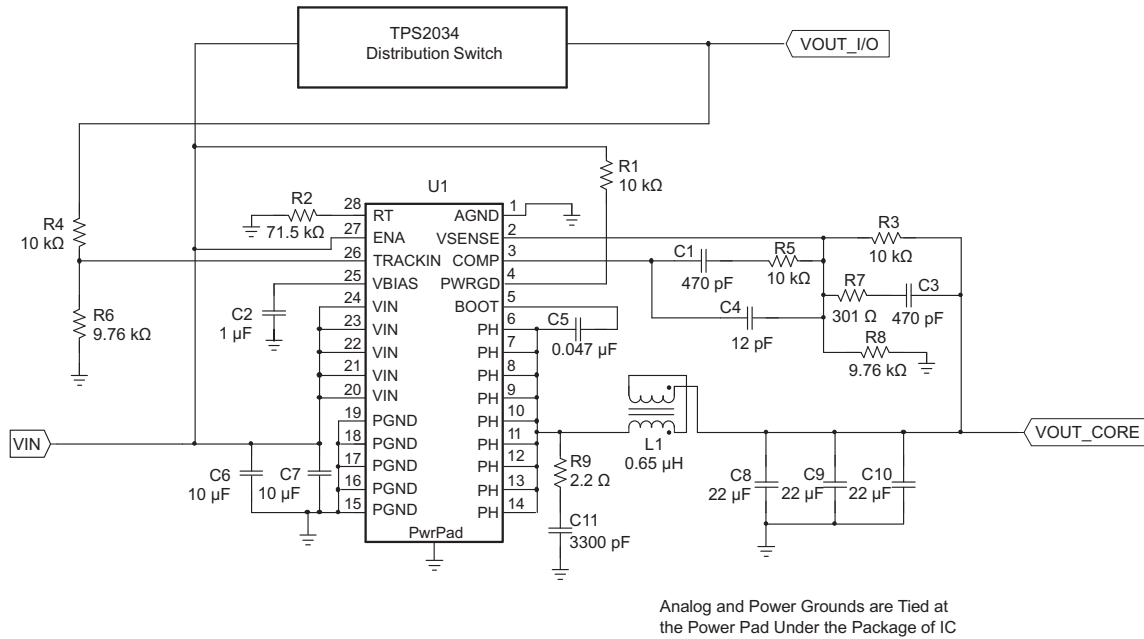 TPS2034
Distribution Switch
VOUT_I/O
R1
10 kΩ
U1
R4
10 kΩ
R2
71.5 kΩ
28
RT
27
ENA
26
TRACKIN
25
VBIAS
24
VIN
23
VIN
22
VIN
21
VIN
20
VIN
19
PGND
18
PGND
17
PGND
16
PGND
15
PGND
1
AGND
2
VSENSE
3
COMP
4
PWRGD
5
BOOT
6
PH
7
PH
8
PH
9
PH
10
PH
11
PH
12
PH
13
PH
14
PH
PwrPad
R6
9.76 kΩ
C2
1 µF
C5
0.047 µF
C1
470 pF
R5
10 kΩ
R3
10 kΩ
R7
301 Ω
C3
470 pF
C4
12 pF
R8
9.76 kΩ
VIN
C6
10 µF
C7
10 µF
L1
0.65 µH
R9
2.2 Ω
C11
3300 pF
C8
22 µF
C9
22 µF
C10
22 µF
VOUT_CORE
Analog and Power Grounds are Tied at
the Power Pad Under the Package of IC